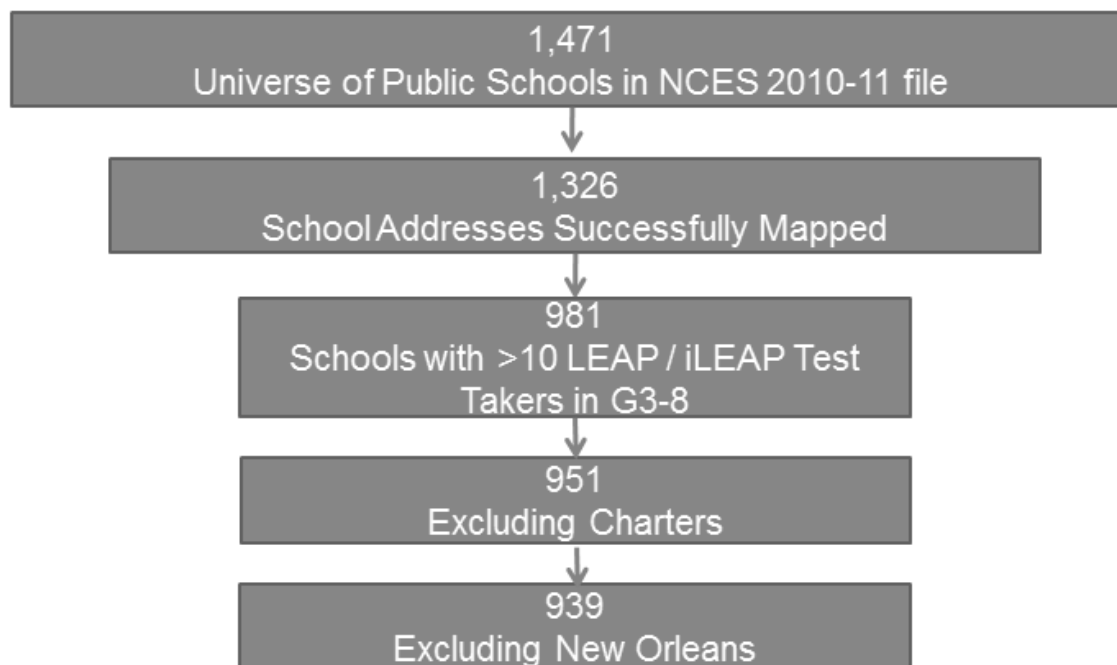 1,471
Universe of Public Schools in NCES 2010-11 file
1,326
School Addresses Successfully Mapped
981
Schools with >10 LEAP / iLEAP Test
Takers in G3-8
951
Excluding Charters
939
Excluding New Orleans